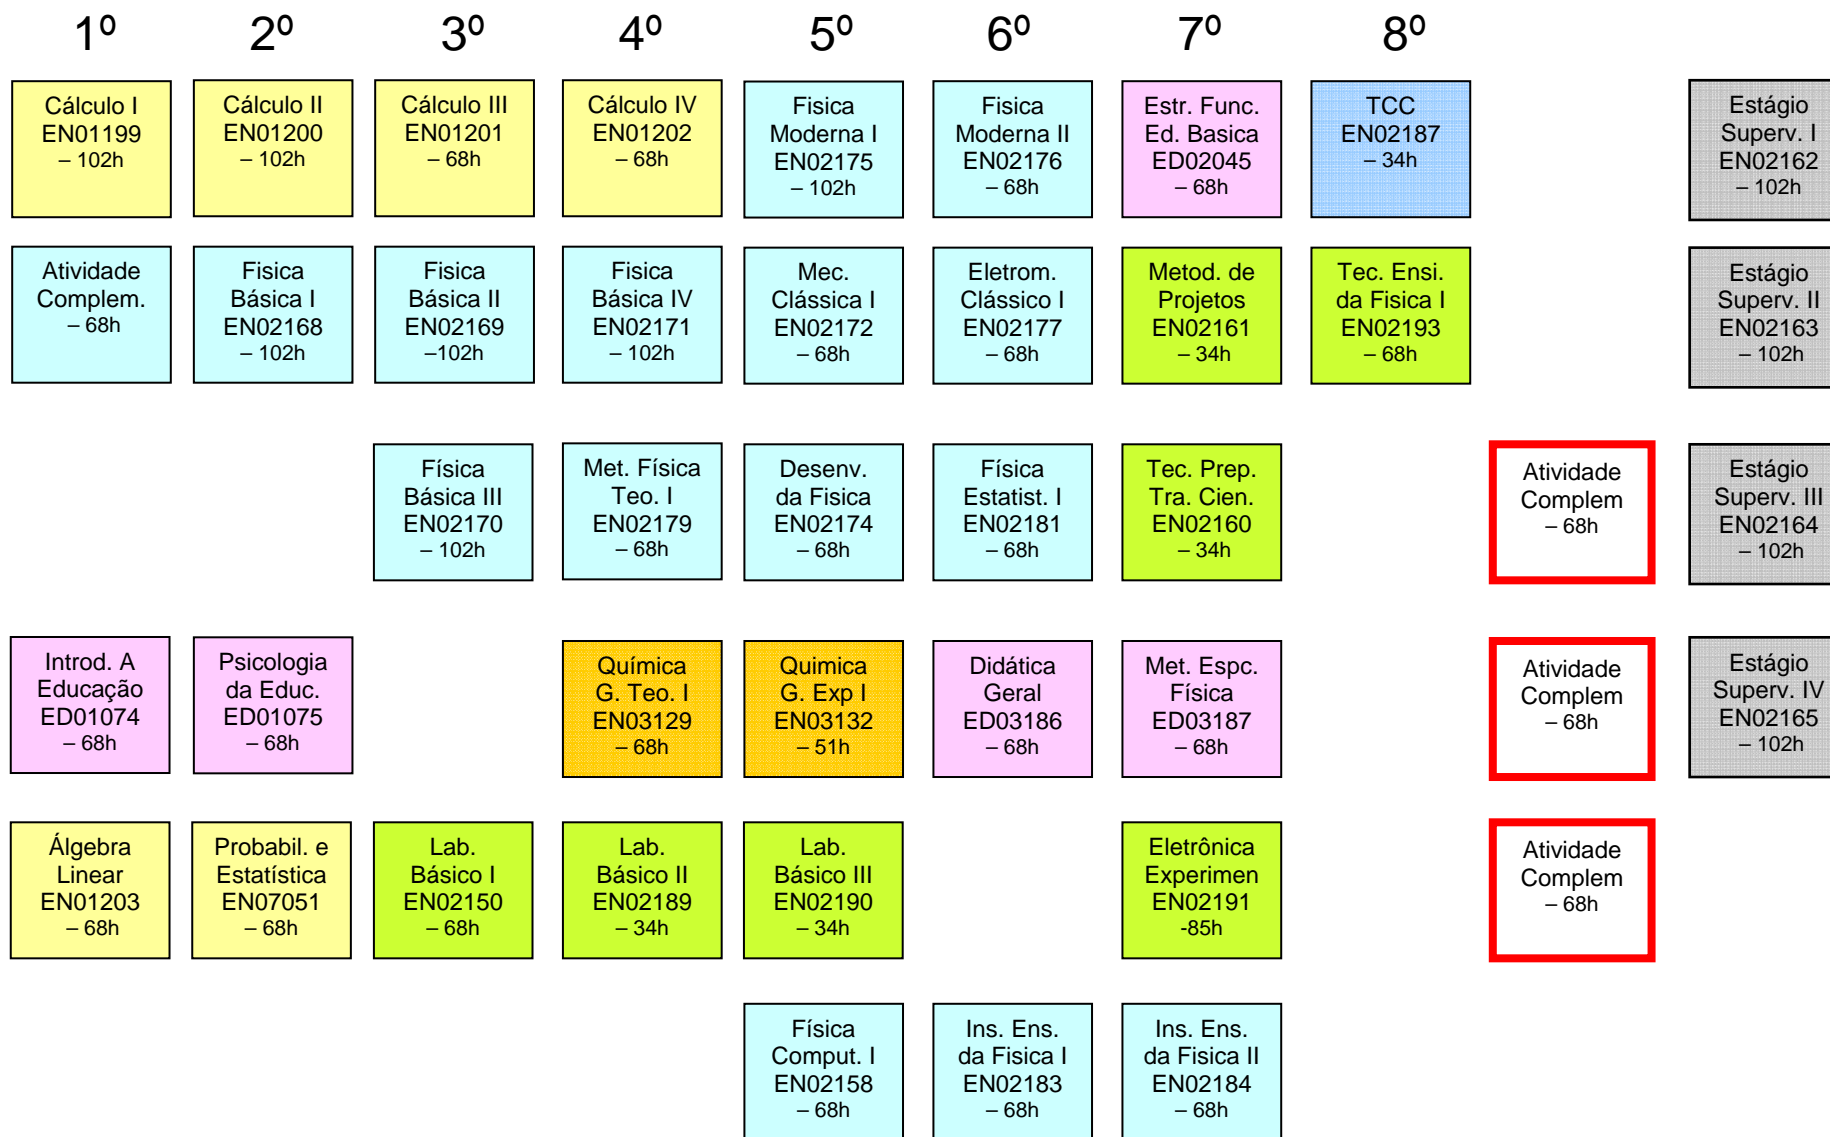 1º 2º 3º 4º 5º 6º 7º 8º
Cálculo I
EN01199
– 102h
Cálculo II
EN01200
– 102h
Cálculo III
EN01201
– 68h
Cálculo IV
EN01202
– 68h
Fisica
Moderna I
EN02175
– 102h
Fisica
Moderna II
EN02176
– 68h
Estr. Func.
Ed. Basica
ED02045
– 68h
TCC
EN02187
– 34h
Estágio
Superv. I
EN02162
– 102h
Atividade
Complem.
– 68h
Fisica
Básica I
EN02168
– 102h
Fisica
Básica II
EN02169
–102h
Fisica
Básica IV
EN02171
– 102h
Mec.
Clássica I
EN02172
– 68h
Eletrom.
Clássico I
EN02177
– 68h
Metod. de
Projetos
EN02161
– 34h
Tec. Ensi.
da Fisica I
EN02193
– 68h
Estágio
Superv. II
EN02163
– 102h
Física
Básica III
EN02170
– 102h
Met. Física
Teo. I
EN02179
– 68h
Desenv.
da Fisica
EN02174
– 68h
Física
Estatist. I
EN02181
– 68h
Tec. Prep.
Tra. Cien.
EN02160
– 34h
Atividade
Complem
– 68h
Estágio
Superv. III
EN02164
– 102h
Introd. A
Educação
ED01074
– 68h
Psicologia
da Educ.
ED01075
– 68h
Química
G. Teo. I
EN03129
– 68h
Quimica
G. Exp I
EN03132
– 51h
Didática
Geral
ED03186
– 68h
Met. Espc.
Física
ED03187
– 68h
Atividade
Complem
– 68h
Estágio
Superv. IV
EN02165
– 102h
Álgebra
Linear
EN01203
– 68h
Probabil. e
Estatística
EN07051
– 68h
Lab.
Básico I
EN02150
– 68h
Lab.
Básico II
EN02189
– 34h
Lab.
Básico III
EN02190
– 34h
Eletrônica
Experimen
EN02191
-85h
Atividade
Complem
– 68h
Física
Comput. I
EN02158
– 68h
Ins. Ens.
da Fisica I
EN02183
– 68h
Ins. Ens.
da Fisica II
EN02184
– 68h